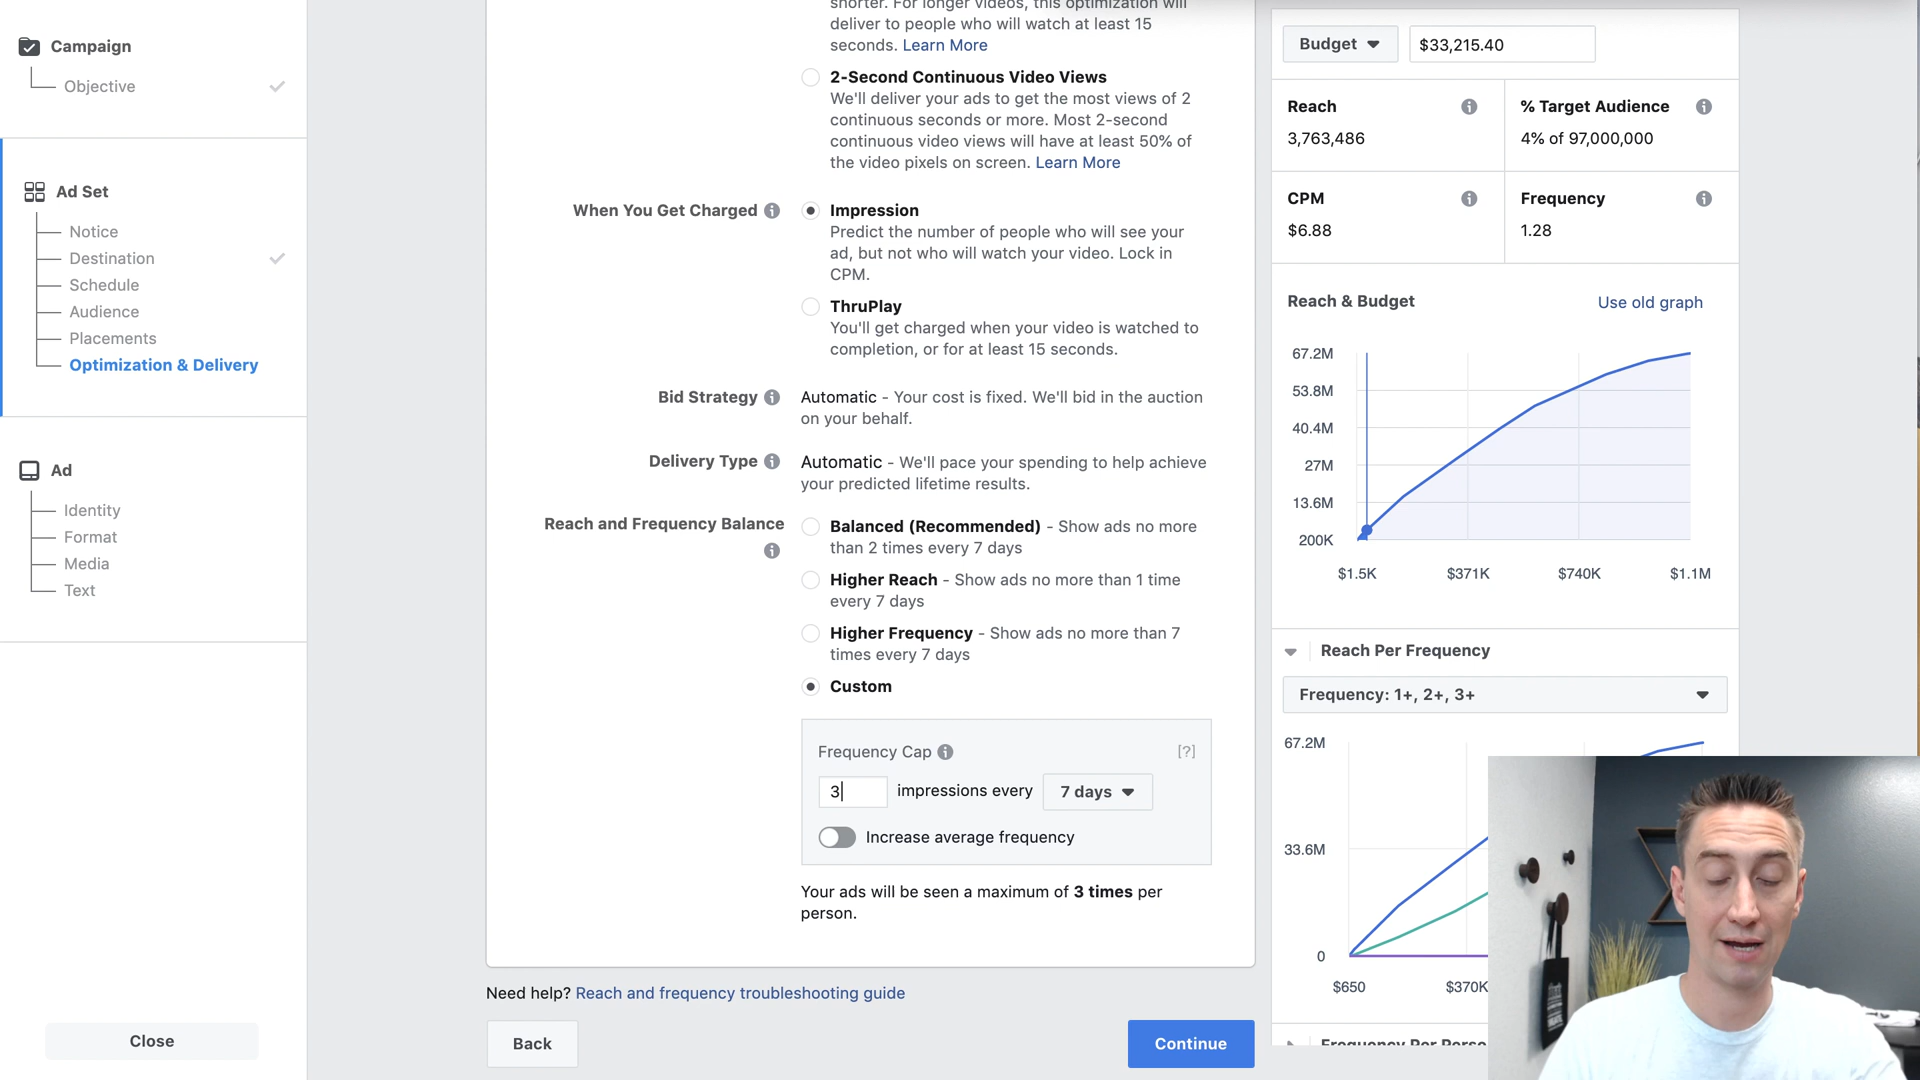 Campaign
Objective
Ad Set
Notice
Destination
Schedule
Audience
Placements
Optimization & Delivery
Ad
Identity
Format
Media
Text
Close
shorter. For longer videos, this optimization will
deliver to people who will watch at least 15
seconds. Learn More
2-Second Continuous Video Views
We'll deliver your ads to get the most views of 2
continuous seconds or more. Most 2-second
continuous video views will have at least 50% of
the video pixels on screen. Learn More
When You Get Charged
Impression
Predict the number of people who will see your
ad, but not who will watch your video. Lock in
CPM.
ThruPlay
You'll get charged when your video is watched to
completion, or for at least 15 seconds.
Bid Strategy
Automatic - Your cost is fixed. We'll bid in the auction
on your behalf.
Delivery Type
Automatic - We'll pace your spending to help achieve
your predicted lifetime results.
Reach and Frequency Balance
Balanced (Recommended) - Show ads no more
than 2 times every 7 days
Higher Reach - Show ads no more than 1 time
every 7 days
Higher Frequency - Show ads no more than 7
times every 7 days
Custom
Frequency Cap [?]
3 impressions every 7 days
Increase average frequency
Your ads will be seen a maximum of 3 times per
person.
Need help? Reach and frequency troubleshooting guide
Back
Continue
Budget $33,215.40
Reach
3,763,486
% Target Audience
4% of 97,000,000
CPM
$6.88
Frequency
1.28
Reach & Budget Use old graph
67.2M
53.8M
40.4M
27M
13.6M
200K
$1.5K $371K $740K $1.1M
Reach Per Frequency
Frequency: 1+, 2+, 3+
67.2M
33.6M
0
$650 $370K
Frequency Per Perso